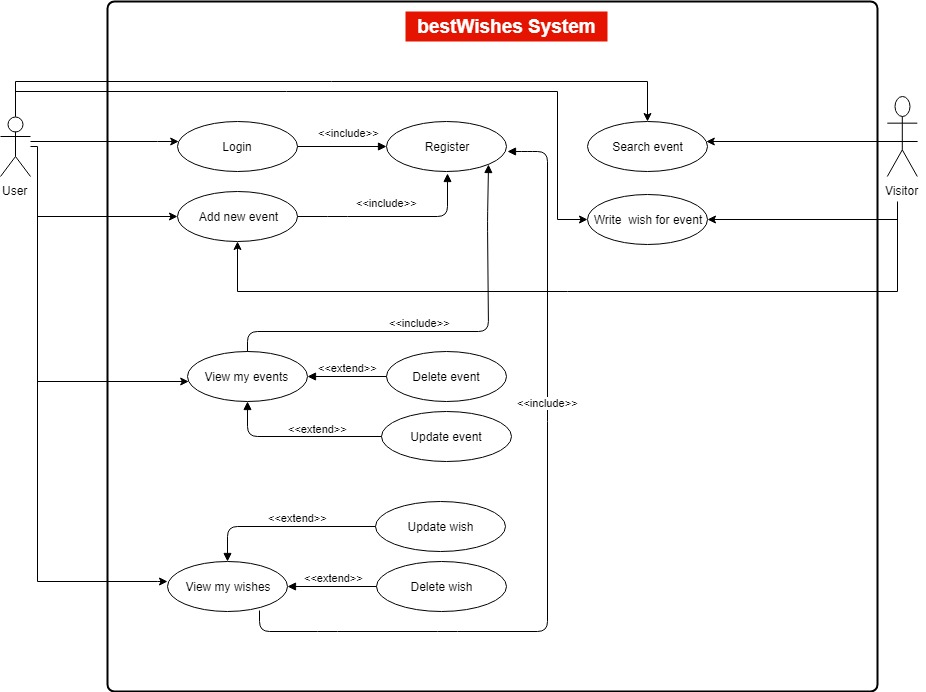 bestWishes System
User
Visitor
Login
<<include>>
Register
Search event
Add new event
<<include>>
Write  wish for event
<<include>>
View my events
<<extend>>
Delete event
<<include>>
<<extend>>
Update event
<<extend>>
Update wish
View my wishes
<<extend>>
Delete wish